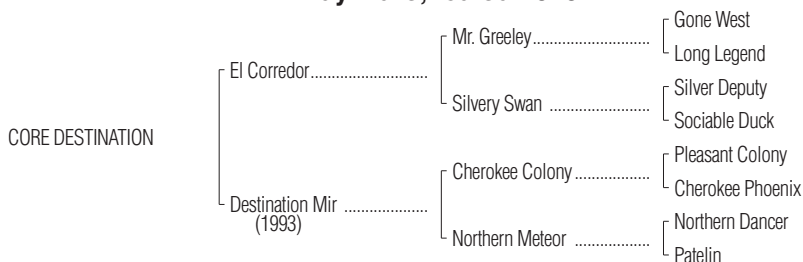 Gone West
Mr. Greeley..........................
Long Legend
El Corredor..........................
Silver Deputy
Silvery Swan ......................
Sociable Duck
CORE DESTINATION
Pleasant Colony
Cherokee Colony .................
Cherokee Phoenix
Destination Mir ..................
(1993)
Northern Dancer
Northern Meteor .................
Patelin